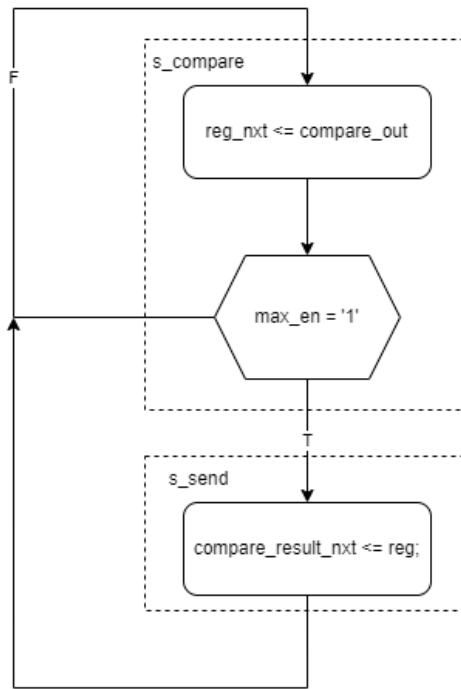 s_compare
F
reg_nxt <= compare_out
max_en = '1'
T
s_send
compare_result_nxt <= reg;